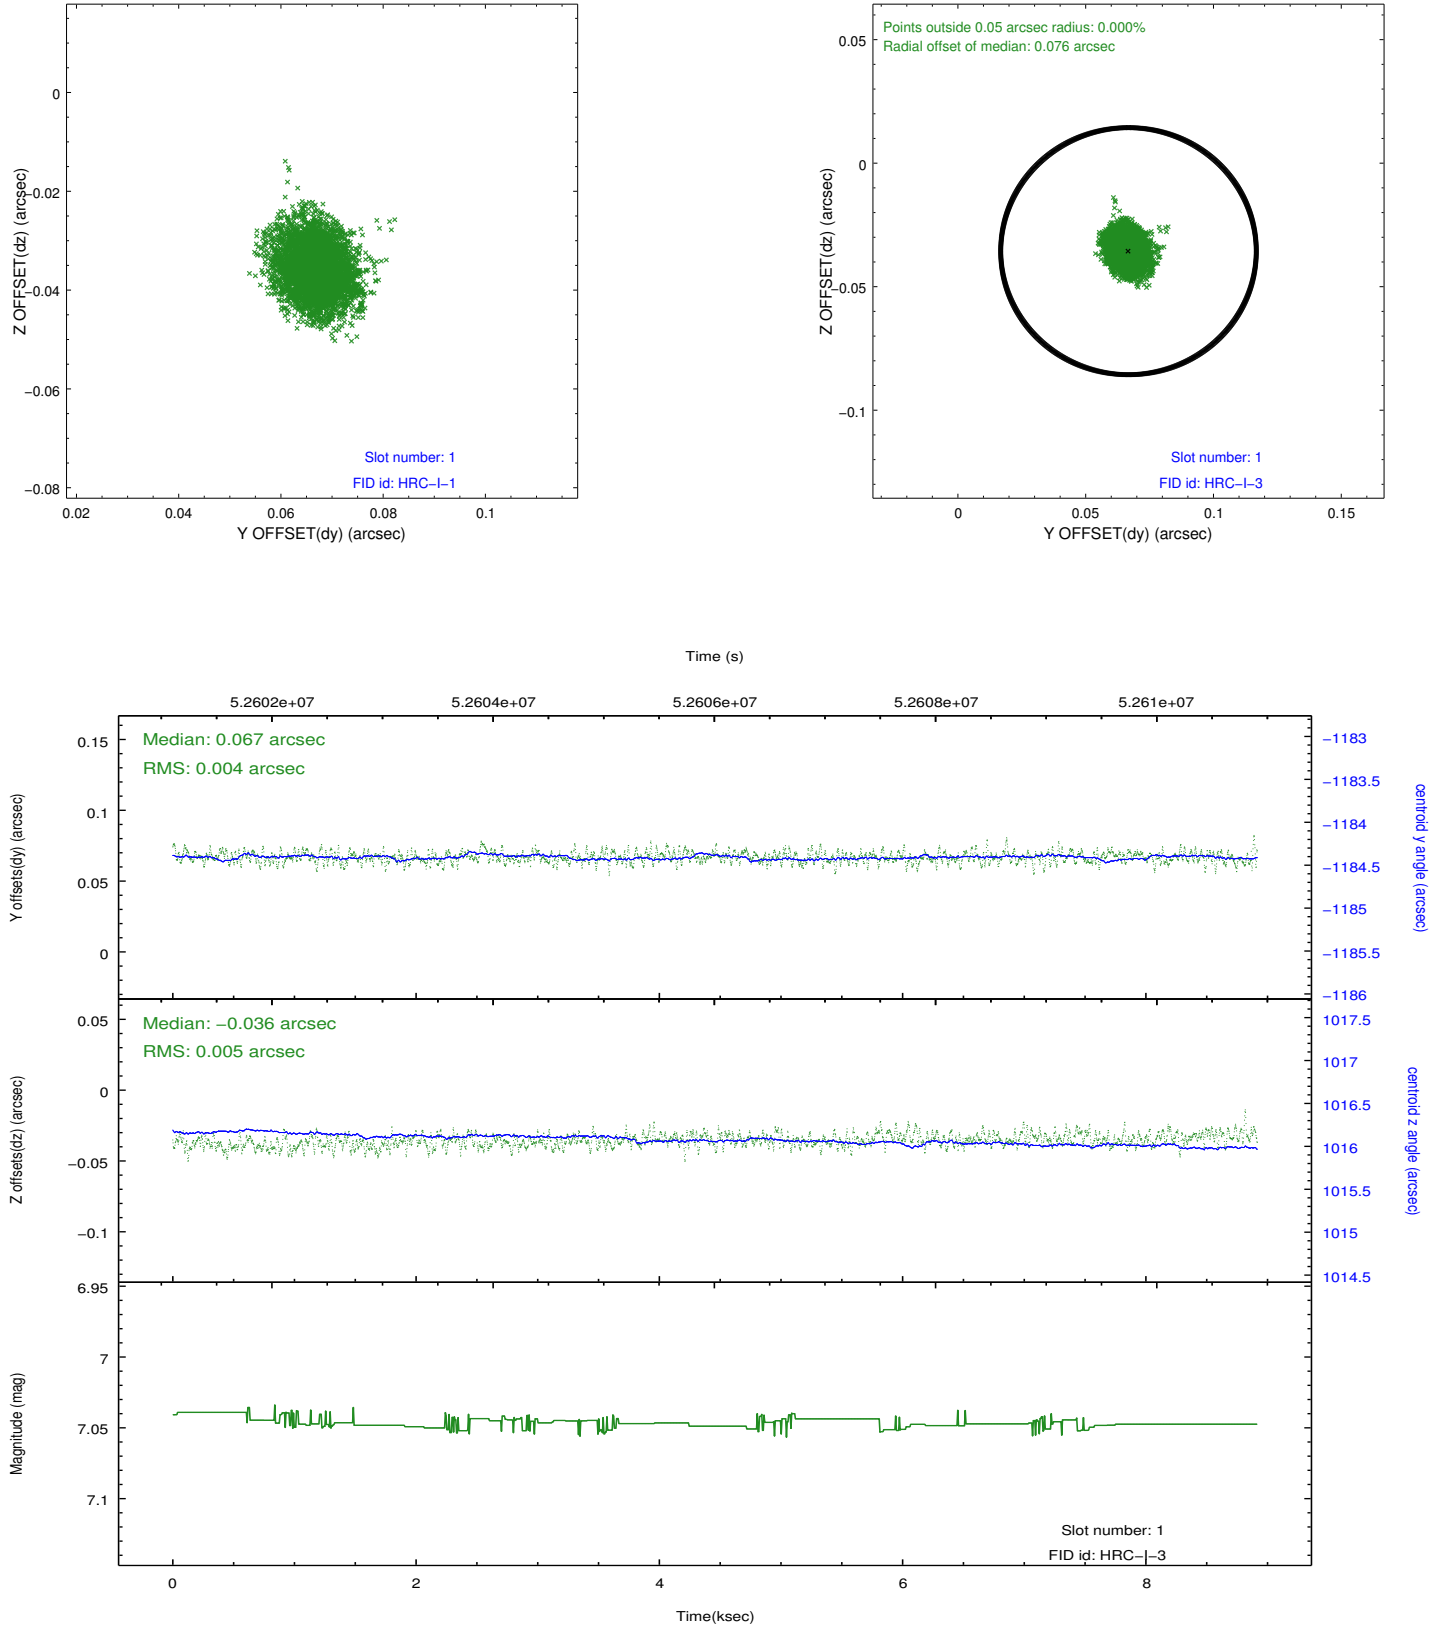 0
−0.02
−0.04
−0.06
−0.08
Z OFFSET(dz) (arcsec)
Slot number: 1
FID id: HRC−I−1
0.02
0.04
0.06
0.08
0.1
Y OFFSET(dy) (arcsec)
Points outside 0.05 arcsec radius: 0.000%
Radial offset of median: 0.076 arcsec
0.05
0
−0.05
−0.1
Z OFFSET(dz) (arcsec)
Slot number: 1
FID id: HRC−I−3
0
0.05
0.1
0.15
Y OFFSET(dy) (arcsec)
Time (s)
5.2602e+07
5.2604e+07
5.2606e+07
5.2608e+07
5.261e+07
Median: 0.067 arcsec
RMS: 0.004 arcsec
0.15
0.1
0.05
0
Y offsets(dy) (arcsec)
−1183
−1183.5
−1184
−1184.5
−1185
−1185.5
−1186
centroid y angle (arcsec)
Median: −0.036 arcsec
RMS: 0.005 arcsec
0.05
0
−0.05
−0.1
Z offsets(dz) (arcsec)
1017.5
1017
1016.5
1016
1015.5
1015
1014.5
centroid z angle (arcsec)
6.95
7
7.05
7.1
Magnitude (mag)
Slot number: 1
FID id: HRC−I−3
0
2
4
6
8
Time(ksec)